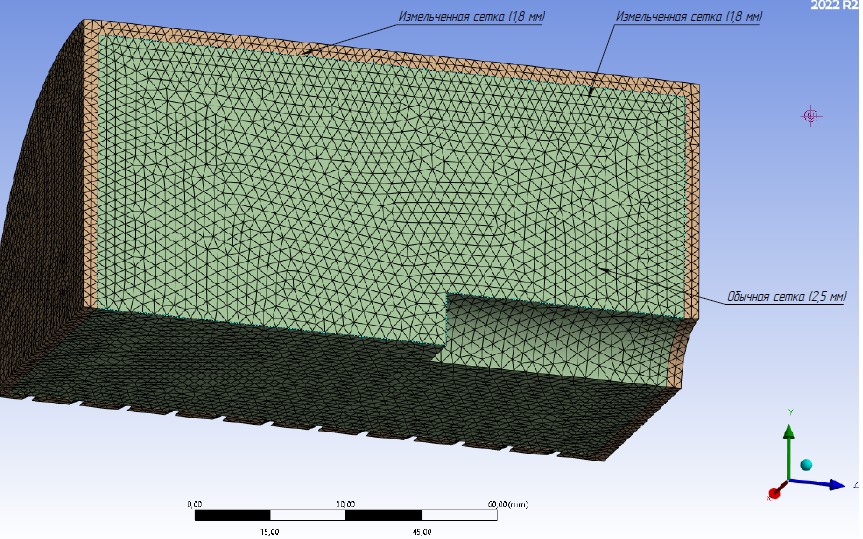 2022 R2
Измельченная сетка (1,8 мм)
Измельченная сетка (1,8 мм)
Обычная сетка (2,5 мм)
Y
X
0,00
30,00
60,00(mm)
15,00
45,00